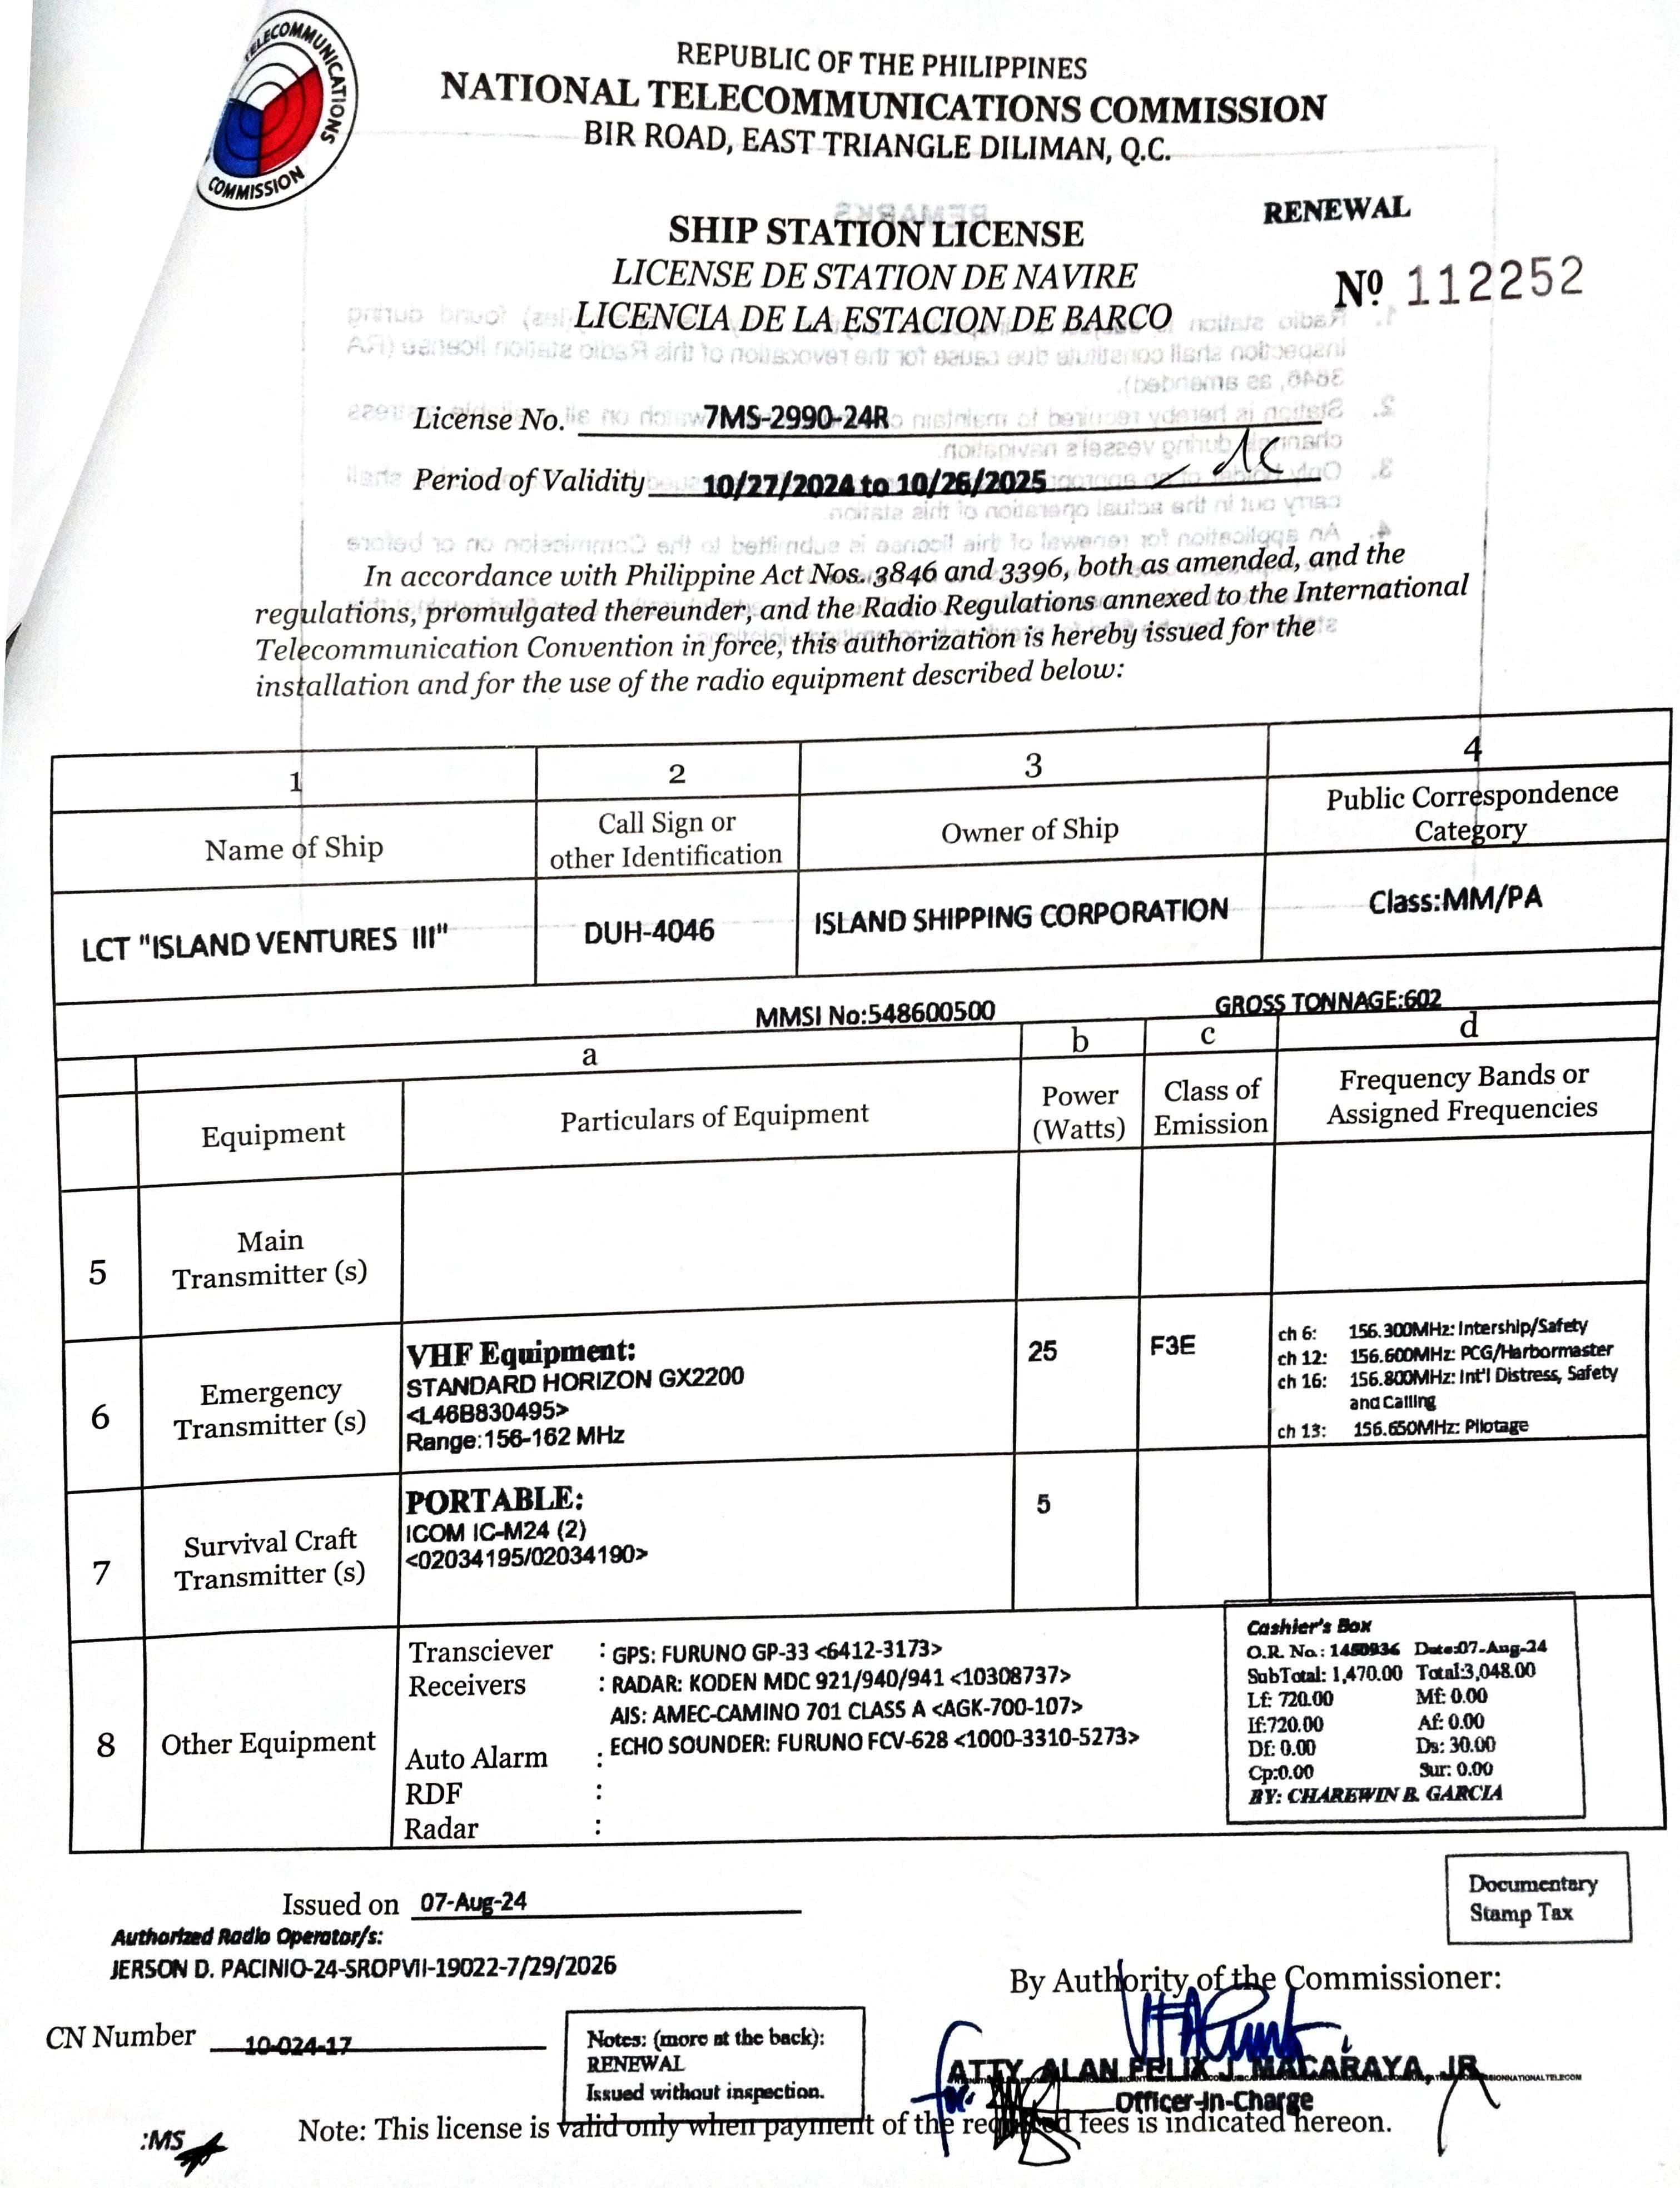 TELECOMMUNICATIONS
COMMISSION
REPUBLIC OF THE PHILIPPINES
NATIONAL TELECOMMUNICATIONS COMMISSION
BIR ROAD, EAST TRIANGLE DILIMAN, Q.C.
RENEWAL
SHIP STATION LICENSE
LICENSE DE STATION DE NAVIRE
LICENCIA DE LA ESTACION DE BARCO
Nº 112252
License No. 7MS-2990-24R
Period of Validity 10/27/2024 to 10/26/2025
In accordance with Philippine Act Nos. 3846 and 3396, both as amended, and the
regulations, promulgated thereunder, and the Radio Regulations annexed to the International
Telecommunication Convention in force, this authorization is hereby issued for the
installation and for the use of the radio equipment described below:
1 2 3 4
Name of Ship
Call Sign or
other Identification
Owner of Ship
Public Correspondence
Category
LCT "ISLAND VENTURES III"
DUH-4046
ISLAND SHIPPING CORPORATION
Class:MM/PA
MMSI No:548600500
GROSS TONNAGE:602
a b c d
Equipment
Particulars of Equipment
Power
(Watts)
Class of
Emission
Frequency Bands or
Assigned Frequencies
5
Main
Transmitter (s)
6
Emergency
Transmitter (s)
VHF Equipment:
STANDARD HORIZON GX2200
<L46B830495>
Range:156-162 MHz
25
F3E
ch 6: 156.300MHz: Intership/Safety
ch 12: 156.600MHz: PCG/Harbormaster
ch 16: 156.800MHz: Int'l Distress, Safety
and Calling
ch 13: 156.650MHz: Pilotage
7
Survival Craft
Transmitter (s)
PORTABLE:
ICOM IC-M24 (2)
<02034195/02034190>
5
8
Other Equipment
Transciever : GPS: FURUNO GP-33 <6412-3173>
Receivers : RADAR: KODEN MDC 921/940/941 <10308737>
AIS: AMEC-CAMINO 701 CLASS A <AGK-700-107>
ECHO SOUNDER: FURUNO FCV-628 <1000-3310-5273>
Auto Alarm :
RDF :
Radar :
Cashier's Box
O.R. No.: 1450936 Date:07-Aug-24
SubTotal: 1,470.00 Total:3,048.00
Lf: 720.00 Mf: 0.00
If:720.00 Af: 0.00
Df: 0.00 Ds: 30.00
Cp:0.00 Sur: 0.00
BY: CHAREWIN B. GARCIA
Issued on 07-Aug-24
Documentary
Stamp Tax
Authorized Radio Operator/s:
JERSON D. PACINIO-24-SROPVII-19022-7/29/2026
By Authority of the Commissioner:
CN Number 10-024-17
Notes: (more at the back):
RENEWAL
Issued without inspection.
ATTY. ALAN FELIX J. MACARAYA, JR
Officer-In-Charge
Note: This license is valid only when payment of the required fees is indicated hereon.
:MS